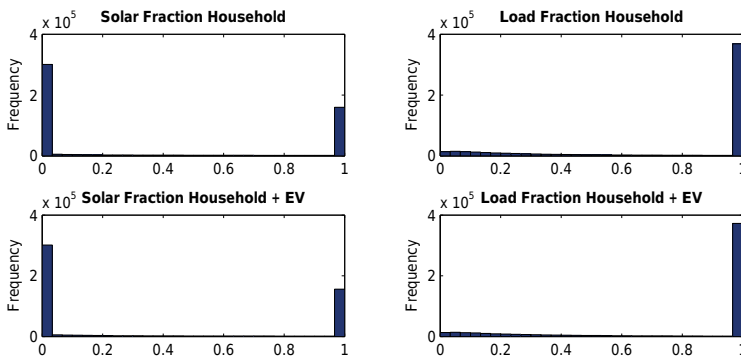 Solar Fraction Household
x 10^5
Frequency
4
2
0
0 0.2 0.4 0.6 0.8 1
Load Fraction Household
x 10^5
Frequency
4
2
0
0 0.2 0.4 0.6 0.8 1
Solar Fraction Household + EV
x 10^5
Frequency
4
2
0
0 0.2 0.4 0.6 0.8 1
Load Fraction Household + EV
x 10^5
Frequency
4
2
0
0 0.2 0.4 0.6 0.8 1